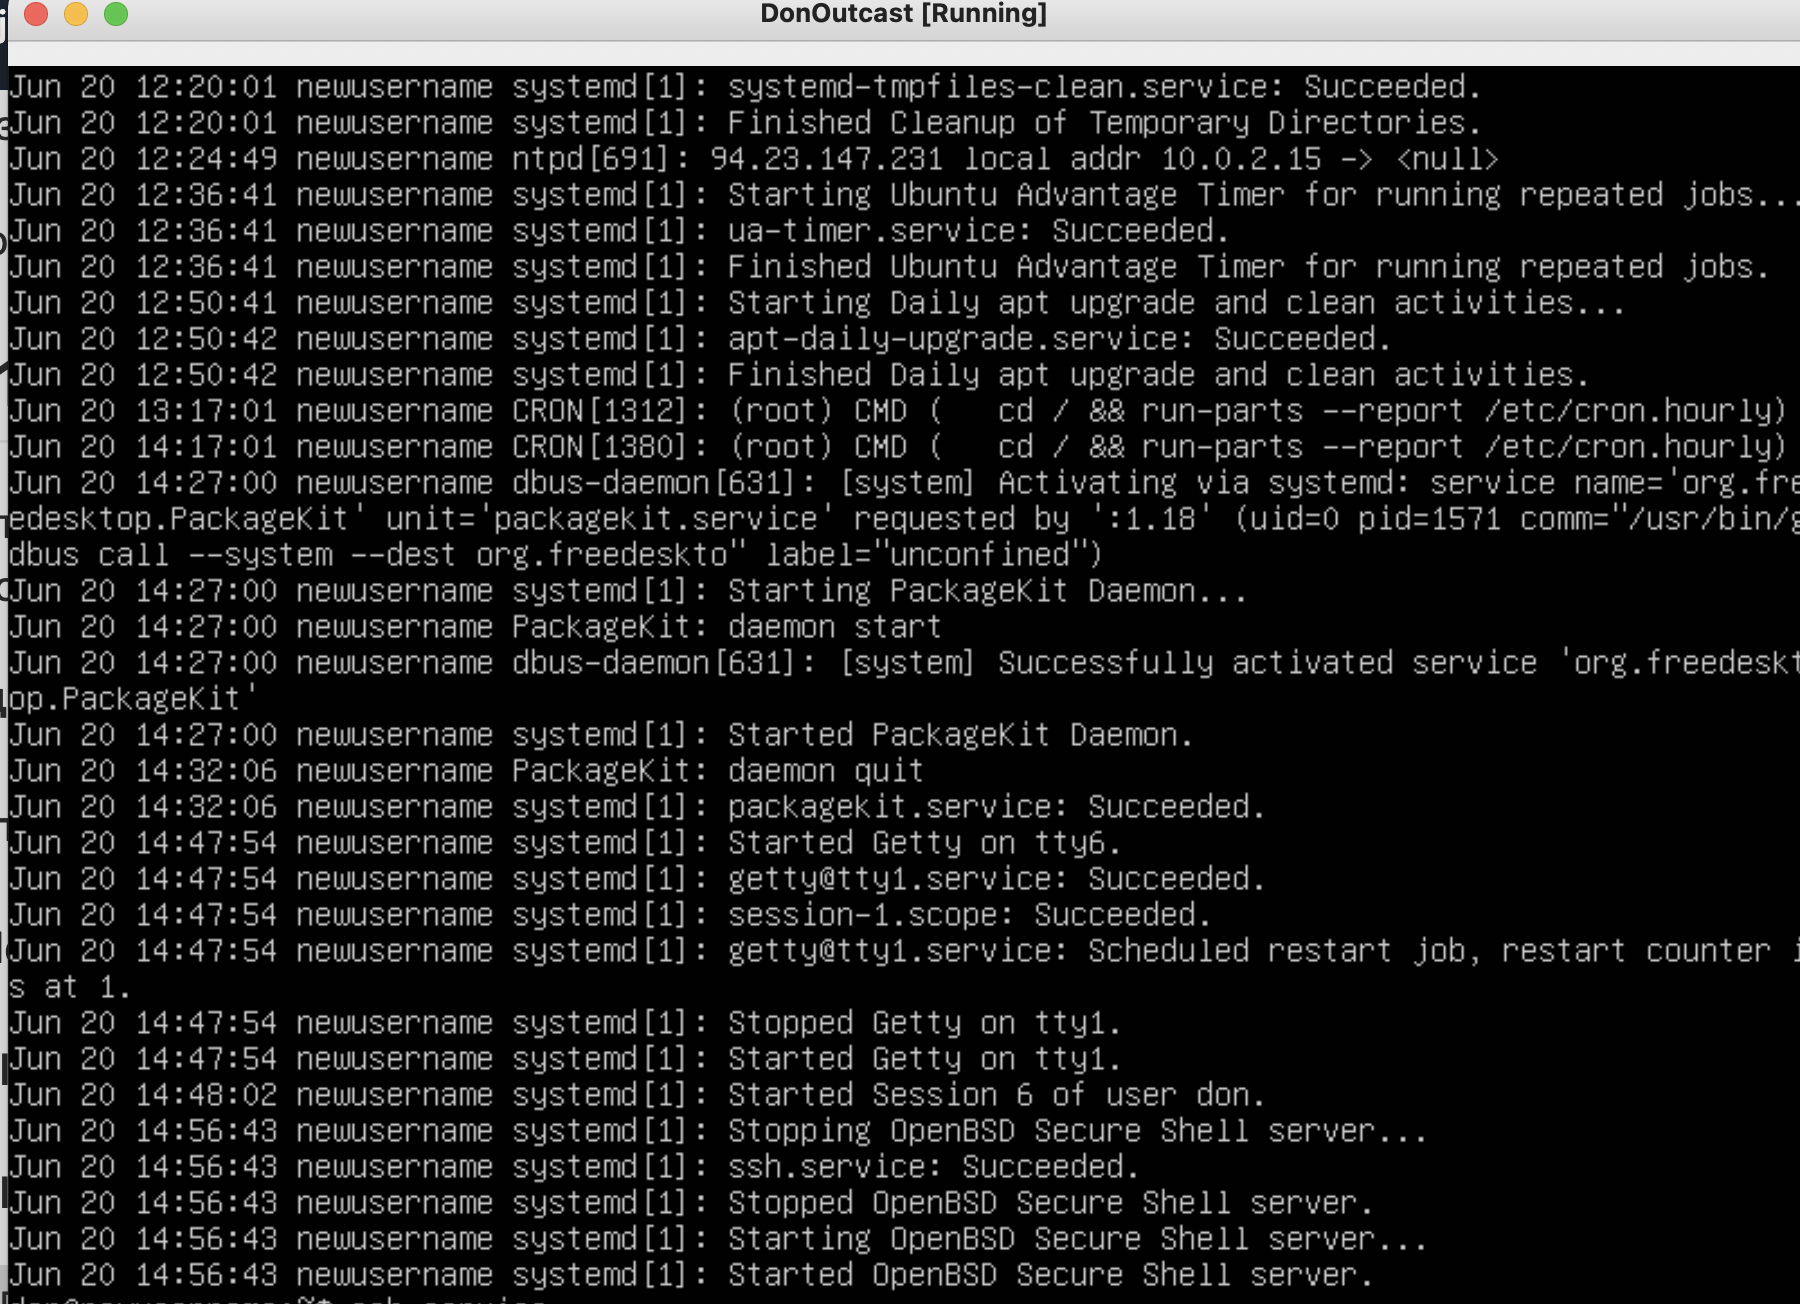 DonOutcast [Running]
Jun 20 12:20:01 newusername systemd[1]: systemd-tmpfiles-clean.service: Succeeded.
Jun 20 12:20:01 newusername systemd[1]: Finished Cleanup of Temporary Directories.
Jun 20 12:24:49 newusername ntpd[691]: 94.23.147.231 local addr 10.0.2.15 -> <null>
Jun 20 12:36:41 newusername systemd[1]: Starting Ubuntu Advantage Timer for running repeated jobs...
Jun 20 12:36:41 newusername systemd[1]: ua-timer.service: Succeeded.
Jun 20 12:36:41 newusername systemd[1]: Finished Ubuntu Advantage Timer for running repeated jobs.
Jun 20 12:50:41 newusername systemd[1]: Starting Daily apt upgrade and clean activities...
Jun 20 12:50:42 newusername systemd[1]: apt-daily-upgrade.service: Succeeded.
Jun 20 12:50:42 newusername systemd[1]: Finished Daily apt upgrade and clean activities.
Jun 20 13:17:01 newusername CRON[1312]: (root) CMD (   cd / && run-parts --report /etc/cron.hourly)
Jun 20 14:17:01 newusername CRON[1380]: (root) CMD (   cd / && run-parts --report /etc/cron.hourly)
Jun 20 14:27:00 newusername dbus-daemon[631]: [system] Activating via systemd: service name='org.fre
edesktop.PackageKit' unit='packagekit.service' requested by ':1.18' (uid=0 pid=1571 comm="/usr/bin/g
dbus call --system --dest org.freedeskto" label="unconfined")
Jun 20 14:27:00 newusername systemd[1]: Starting PackageKit Daemon...
Jun 20 14:27:00 newusername PackageKit: daemon start
Jun 20 14:27:00 newusername dbus-daemon[631]: [system] Successfully activated service 'org.freedeskt
op.PackageKit'
Jun 20 14:27:00 newusername systemd[1]: Started PackageKit Daemon.
Jun 20 14:32:06 newusername PackageKit: daemon quit
Jun 20 14:32:06 newusername systemd[1]: packagekit.service: Succeeded.
Jun 20 14:47:54 newusername systemd[1]: Started Getty on tty6.
Jun 20 14:47:54 newusername systemd[1]: getty@tty1.service: Succeeded.
Jun 20 14:47:54 newusername systemd[1]: session-1.scope: Succeeded.
Jun 20 14:47:54 newusername systemd[1]: getty@tty1.service: Scheduled restart job, restart counter i
s at 1.
Jun 20 14:47:54 newusername systemd[1]: Stopped Getty on tty1.
Jun 20 14:47:54 newusername systemd[1]: Started Getty on tty1.
Jun 20 14:48:02 newusername systemd[1]: Started Session 6 of user don.
Jun 20 14:56:43 newusername systemd[1]: Stopping OpenBSD Secure Shell server...
Jun 20 14:56:43 newusername systemd[1]: ssh.service: Succeeded.
Jun 20 14:56:43 newusername systemd[1]: Stopped OpenBSD Secure Shell server.
Jun 20 14:56:43 newusername systemd[1]: Starting OpenBSD Secure Shell server...
Jun 20 14:56:43 newusername systemd[1]: Started OpenBSD Secure Shell server.